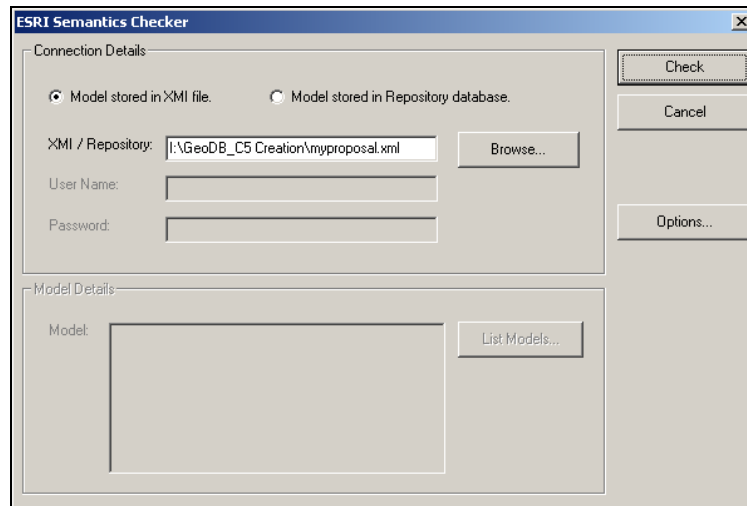 ESRI Semantics Checker
Connection Details
Model stored in XMI file.
Model stored in Repository database.
Check
Cancel
XMI / Repository:
I:\GeoDB_C5 Creation\myproposal.xml
Browse...
User Name:
Password:
Options...
Model Details
Model:
List Models...